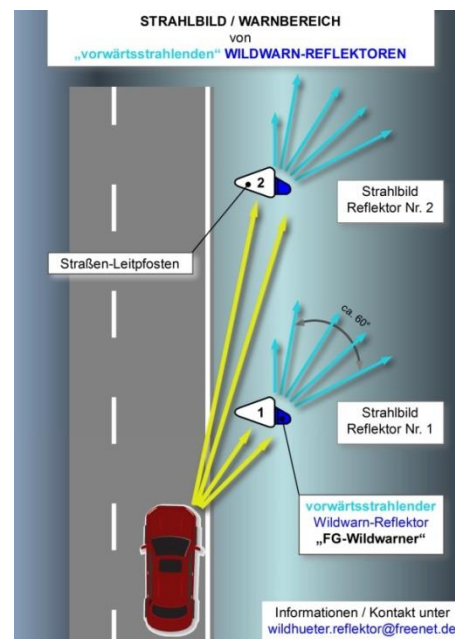 STRAHLBILD / WARNBEREICH
von
„vorwärtsstrahlenden“ WILDWARN-REFLEKTOREN
2
Strahlbild
Reflektor Nr. 2
Straßen-Leitpfosten
ca. 60°
1
Strahlbild
Reflektor Nr. 1
vorwärtsstrahlender
Wildwarn-Reflektor
„FG-Wildwarner“
Informationen / Kontakt unter
wildhueter.reflektor@freenet.de